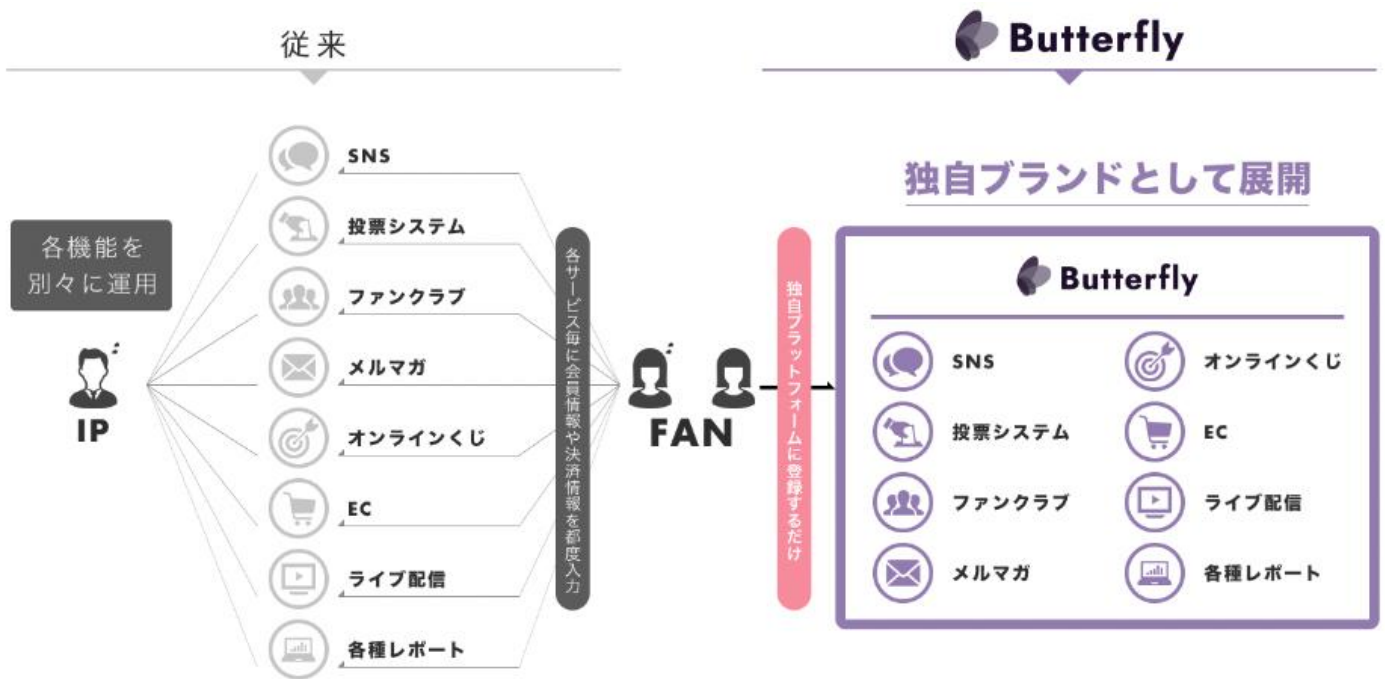 従来
各機能を
別々に運用
IP
SNS
投票システム
ファンクラブ
メルマガ
オンラインくじ
EC
ライブ配信
各種レポート
各サービス毎に会員情報や決済情報を都度入力
FAN
Butterfly
独自ブランドとして展開
独自プラットフォームに登録するだけ
Butterfly
SNS
投票システム
ファンクラブ
メルマガ
オンラインくじ
EC
ライブ配信
各種レポート